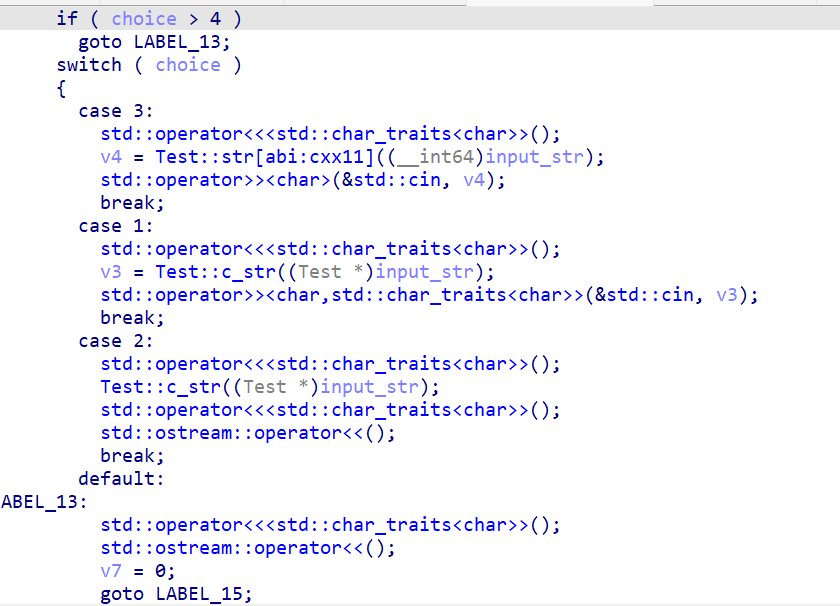 if ( choice > 4 )
goto LABEL_13;
switch ( choice )
{
case 3:
std::operator<<<std::char_traits<char>>();
v4 = Test::str[abi:cxx11]((__int64)input_str);
std::operator>><char>(&std::cin, v4);
break;
case 1:
std::operator<<<std::char_traits<char>>();
v3 = Test::c_str((Test *)input_str);
std::operator>><char,std::char_traits<char>>(&std::cin, v3);
break;
case 2:
std::operator<<<std::char_traits<char>>();
Test::c_str((Test *)input_str);
std::operator<<<std::char_traits<char>>();
std::ostream::operator<<();
break;
default:
ABEL_13:
std::operator<<<std::char_traits<char>>();
std::ostream::operator<<();
v7 = 0;
goto LABEL_15;